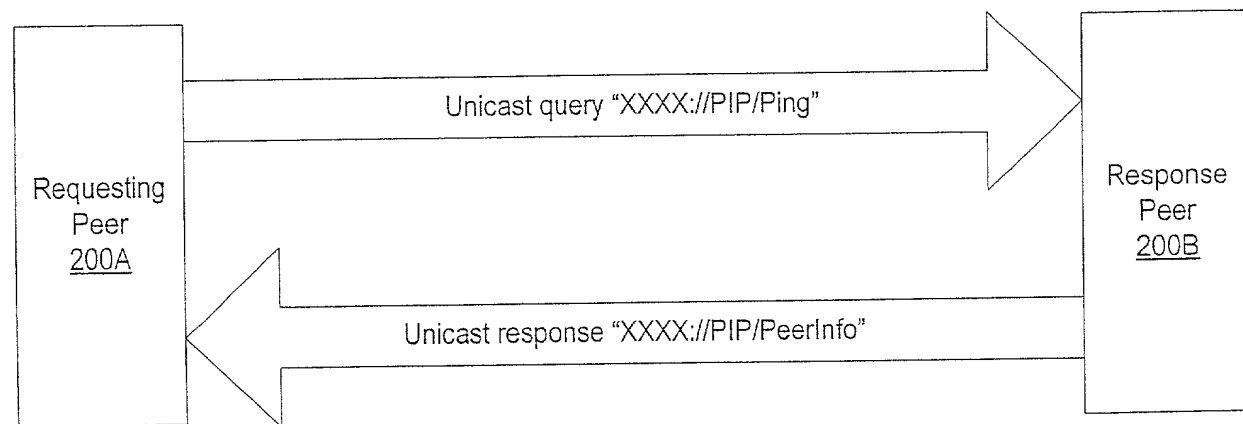 Unicast query “XXXX://PIP/Ping”
Requesting
Peer
200A
Response
Peer
200B
Unicast response “XXXX://PIP/PeerInfo”